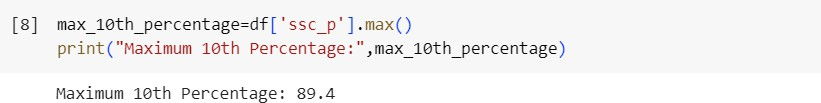 [8] max_10th_percentage=df['ssc_p'].max()
print("Maximum 10th Percentage:",max_10th_percentage)
Maximum 10th Percentage: 89.4